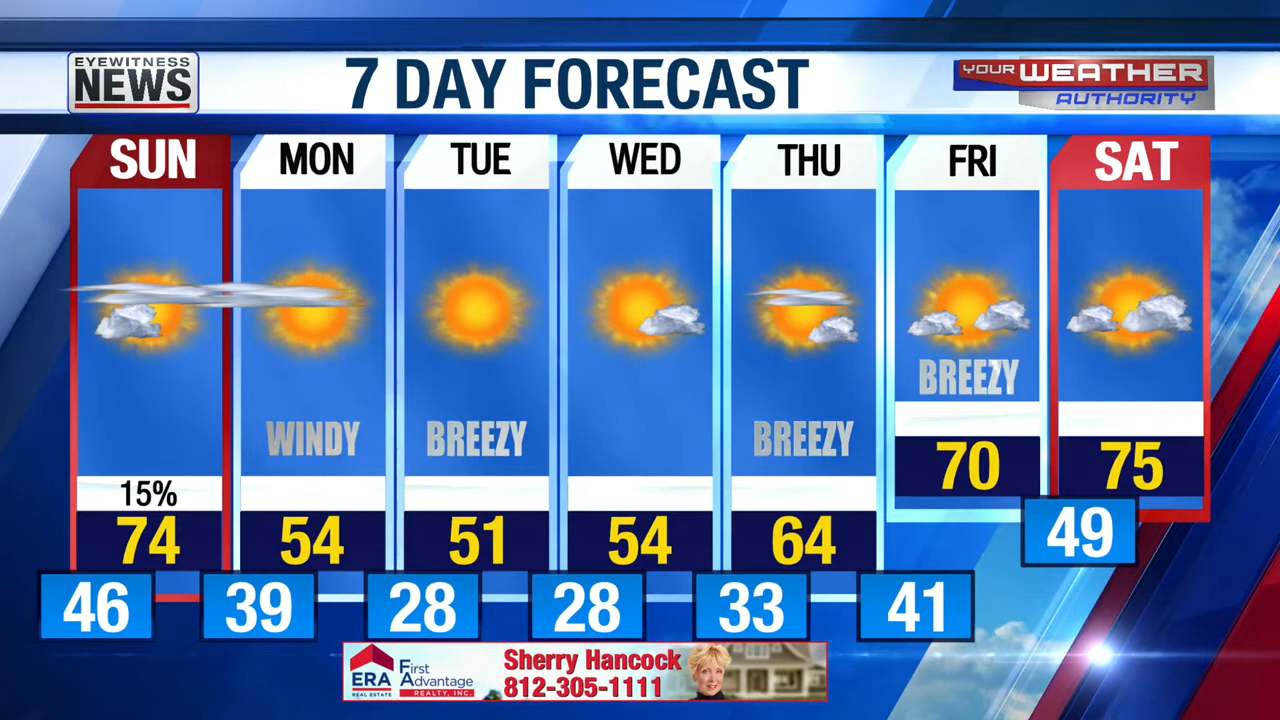 EYEWITNESS
NEWS
7 DAY FORECAST
YOUR WEATHER
AUTHORITY
SUN MON TUE WED THU FRI SAT
BREEZY
WINDY BREEZY BREEZY
15%
70 75
74 54 51 54 64
49
46 39 28 28 33 41
ERA
REAL ESTATE
First
Advantage
REALTY, INC.
Sherry Hancock
812-305-1111